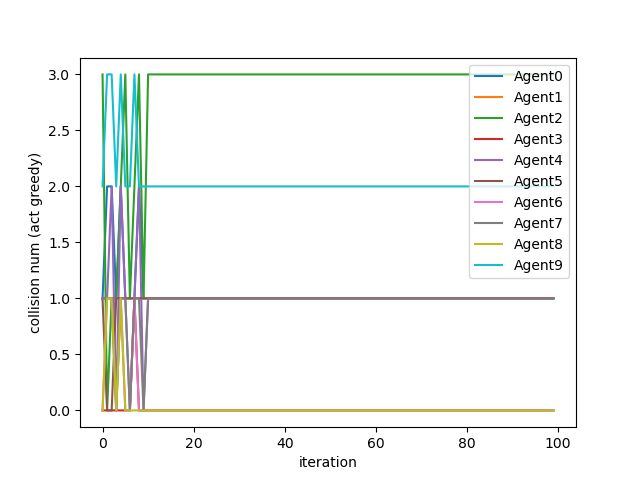 3.0
2.5
2.0
1.5
1.0
0.5
0.0
collision num (act greedy)
0
20
40
60
80
100
iteration
Agent0
Agent1
Agent2
Agent3
Agent4
Agent5
Agent6
Agent7
Agent8
Agent9